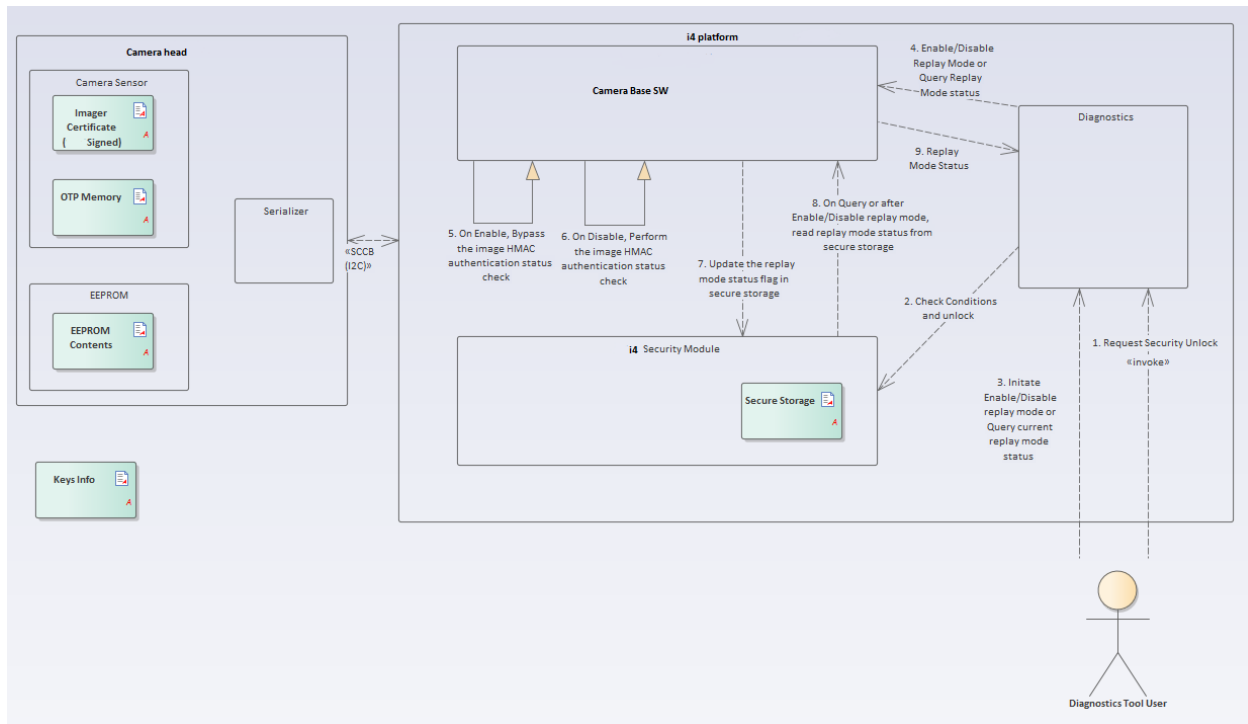 Camera head
Camera Sensor
Imager
Certificate
( Signed)
A
OTP Memory
A
EEPROM
EEPROM
Contents
A
Serializer
Keys Info
A
«SCCB
(I2C)»
i4 platform
Camera Base SW
4. Enable/Disable
Replay Mode or
Query Replay
Mode status
Diagnostics
9. Replay
Mode Status
5. On Enable, Bypass
the image HMAC
authentication status
check
6. On Disable, Perform
the image HMAC
authentication status
check
7. Update the replay
mode status flag in
secure storage
8. On Query or after
Enable/Disable replay mode,
read replay mode status from
secure storage
2. Check Conditions
and unlock
i4 Security Module
Secure Storage
A
1. Request Security Unlock
«invoke»
3. Initate
Enable/Disable
replay mode or
Query current
replay mode
status
Diagnostics Tool User